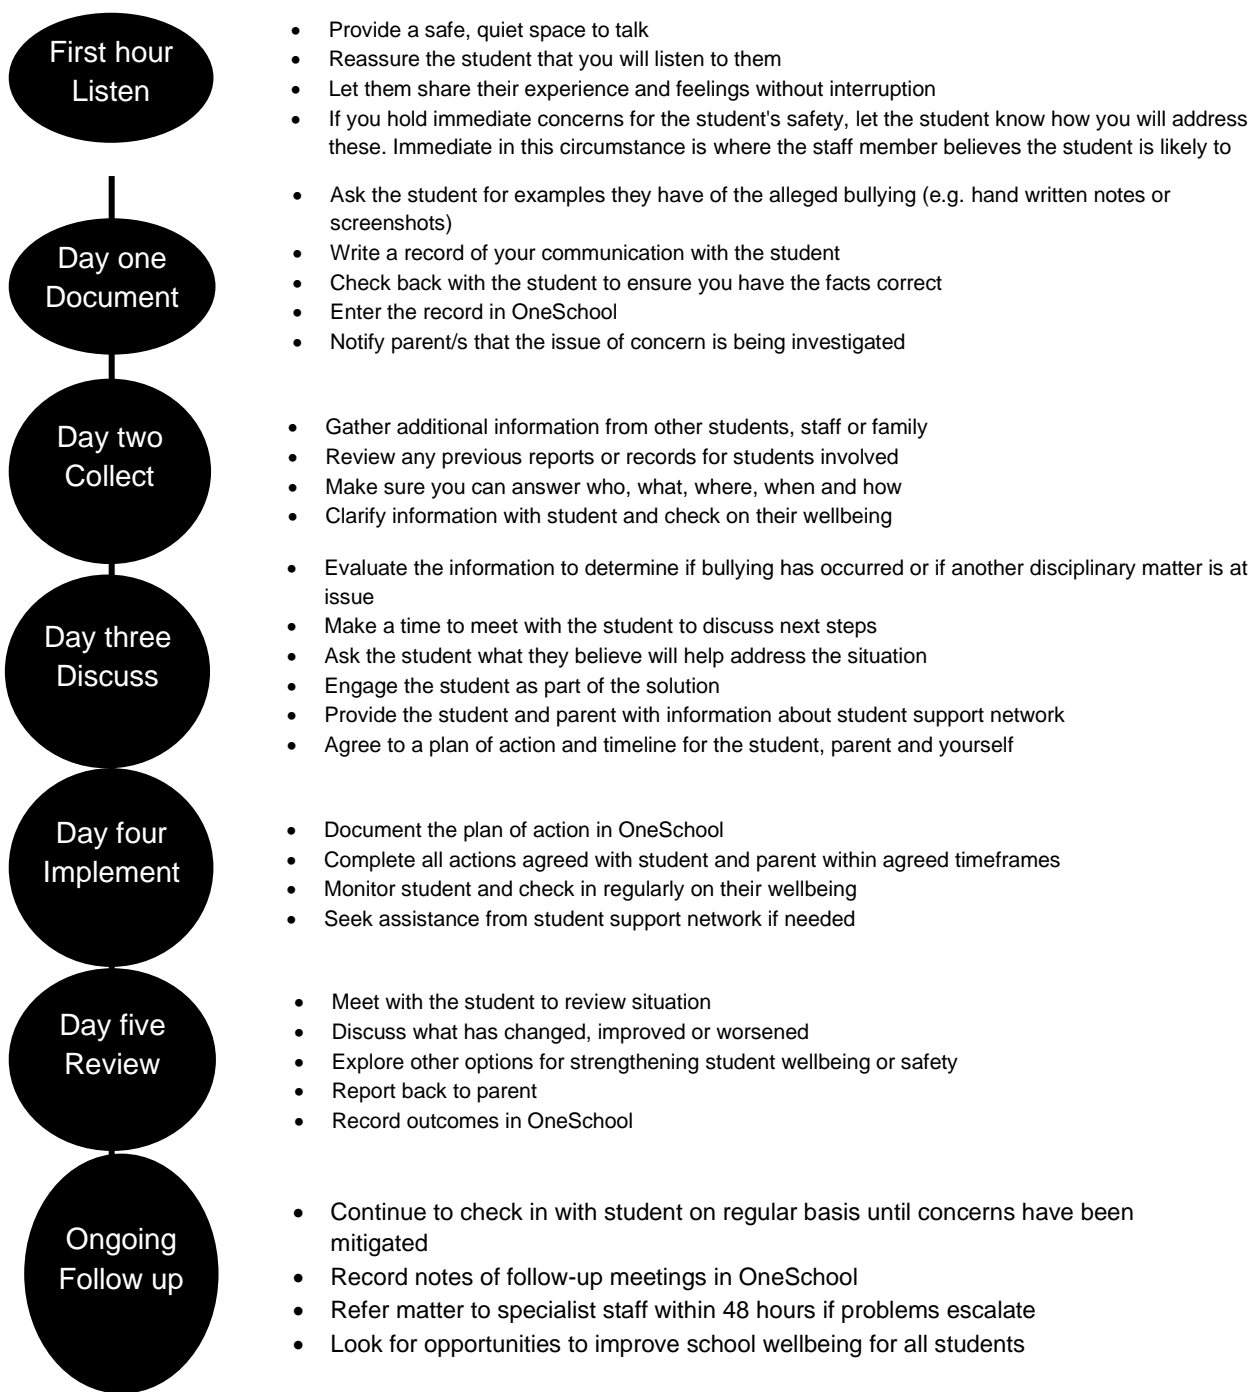 First hour
Listen
• Provide a safe, quiet space to talk
• Reassure the student that you will listen to them
• Let them share their experience and feelings without interruption
• If you hold immediate concerns for the student's safety, let the student know how you will address
these. Immediate in this circumstance is where the staff member believes the student is likely to
Day one
Document
• Ask the student for examples they have of the alleged bullying (e.g. hand written notes or
screenshots)
• Write a record of your communication with the student
• Check back with the student to ensure you have the facts correct
• Enter the record in OneSchool
• Notify parent/s that the issue of concern is being investigated
Day two
Collect
• Gather additional information from other students, staff or family
• Review any previous reports or records for students involved
• Make sure you can answer who, what, where, when and how
• Clarify information with student and check on their wellbeing
Day three
Discuss
• Evaluate the information to determine if bullying has occurred or if another disciplinary matter is at
issue
• Make a time to meet with the student to discuss next steps
• Ask the student what they believe will help address the situation
• Engage the student as part of the solution
• Provide the student and parent with information about student support network
• Agree to a plan of action and timeline for the student, parent and yourself
Day four
Implement
• Document the plan of action in OneSchool
• Complete all actions agreed with student and parent within agreed timeframes
• Monitor student and check in regularly on their wellbeing
• Seek assistance from student support network if needed
Day five
Review
• Meet with the student to review situation
• Discuss what has changed, improved or worsened
• Explore other options for strengthening student wellbeing or safety
• Report back to parent
• Record outcomes in OneSchool
Ongoing
Follow up
• Continue to check in with student on regular basis until concerns have been
mitigated
• Record notes of follow-up meetings in OneSchool
• Refer matter to specialist staff within 48 hours if problems escalate
• Look for opportunities to improve school wellbeing for all students